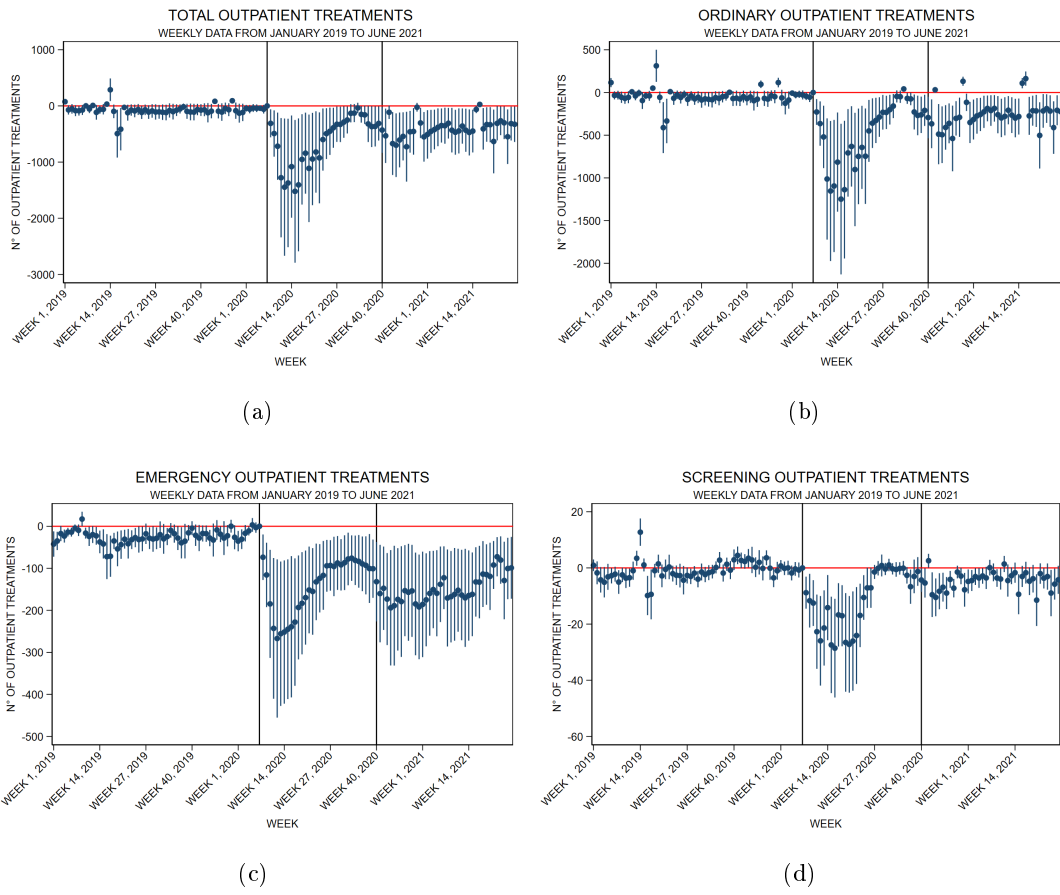 TOTAL OUTPATIENT TREATMENTS
WEEKLY DATA FROM JANUARY 2019 TO JUNE 2021
N° OF OUTPATIENT TREATMENTS
1000
0
-1000
-2000
-3000
WEEK 1, 2019
WEEK 14, 2019
WEEK 27, 2019
WEEK 40, 2019
WEEK 1, 2020
WEEK 14, 2020
WEEK 27, 2020
WEEK 40, 2020
WEEK 1, 2021
WEEK 14, 2021
WEEK
(a)
ORDINARY OUTPATIENT TREATMENTS
WEEKLY DATA FROM JANUARY 2019 TO JUNE 2021
N° OF OUTPATIENT TREATMENTS
500
0
-500
-1000
-1500
-2000
WEEK 1, 2019
WEEK 14, 2019
WEEK 27, 2019
WEEK 40, 2019
WEEK 1, 2020
WEEK 14, 2020
WEEK 27, 2020
WEEK 40, 2020
WEEK 1, 2021
WEEK 14, 2021
WEEK
(b)
EMERGENCY OUTPATIENT TREATMENTS
WEEKLY DATA FROM JANUARY 2019 TO JUNE 2021
N° OF OUTPATIENT TREATMENTS
0
-100
-200
-300
-400
-500
WEEK 1, 2019
WEEK 14, 2019
WEEK 27, 2019
WEEK 40, 2019
WEEK 1, 2020
WEEK 14, 2020
WEEK 27, 2020
WEEK 40, 2020
WEEK 1, 2021
WEEK 14, 2021
WEEK
(c)
SCREENING OUTPATIENT TREATMENTS
WEEKLY DATA FROM JANUARY 2019 TO JUNE 2021
N° OF OUTPATIENT TREATMENTS
20
0
-20
-40
-60
WEEK 1, 2019
WEEK 14, 2019
WEEK 27, 2019
WEEK 40, 2019
WEEK 1, 2020
WEEK 14, 2020
WEEK 27, 2020
WEEK 40, 2020
WEEK 1, 2021
WEEK 14, 2021
WEEK
(d)